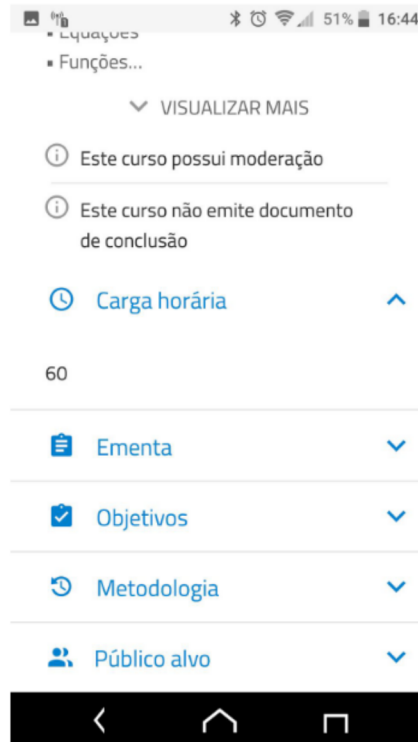 51% 16:44
▪ Equações
▪ Funções...
VISUALIZAR MAIS
Este curso possui moderação
Este curso não emite documento
de conclusão
Carga horária
60
Ementa
Objetivos
Metodologia
Público alvo